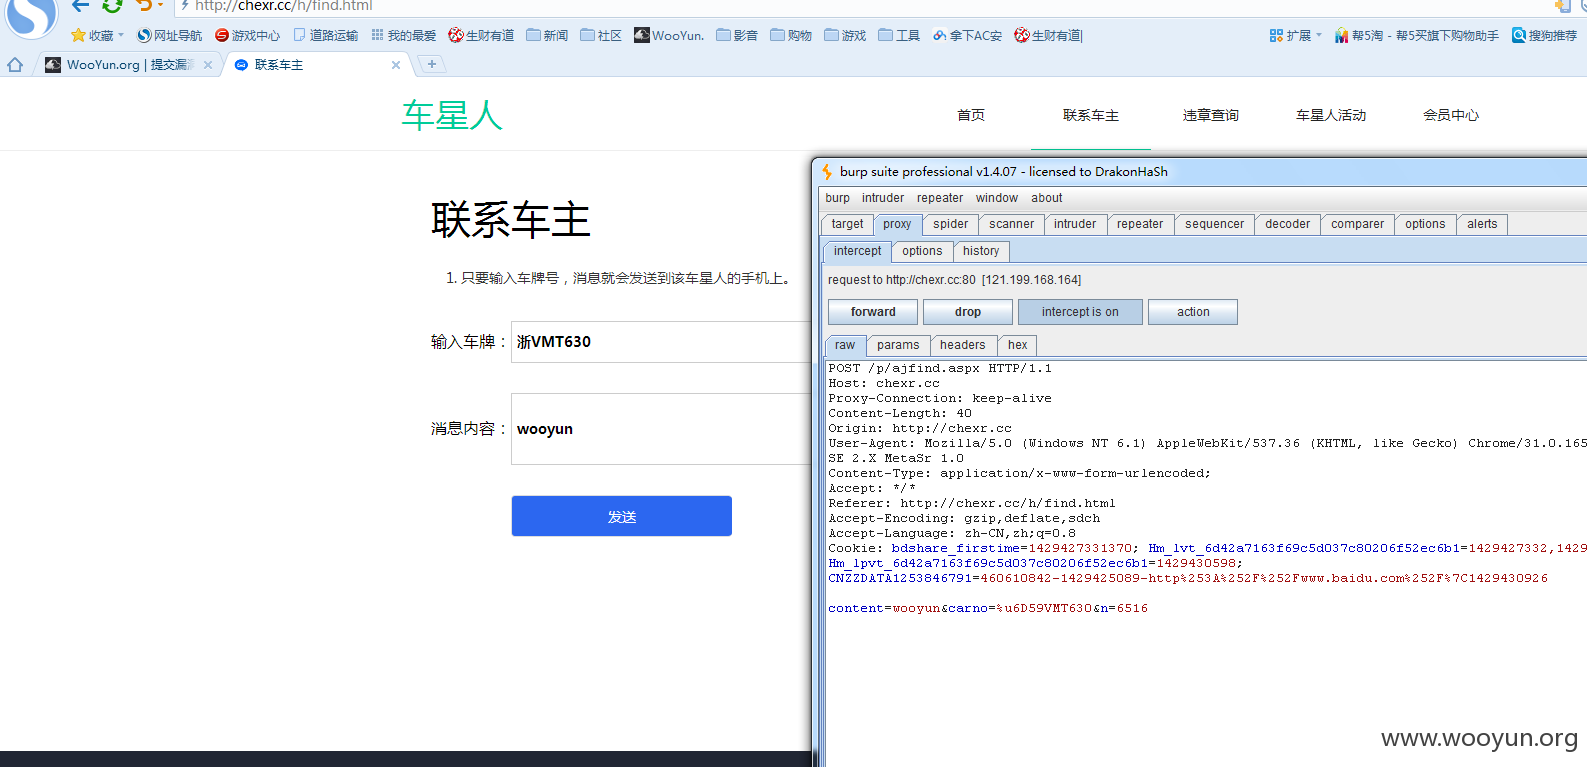 http://chexr.cc/h/find.html
收藏 网址导航 游戏中心 道路运输 我的最爱 生财有道 新闻 社区 WooYun. 影音 购物 游戏 工具 拿下AC安 生财有道| 扩展 帮5淘 - 帮5买旗下购物助手 搜狗推荐
WooYun.org | 提交漏 联系车主
车星人 首页 联系车主 违章查询 车星人活动 会员中心
联系车主
1. 只要输入车牌号，消息就会发送到该车星人的手机上。
输入车牌： 浙VMT630
消息内容： wooyun
发送
burp suite professional v1.4.07 - licensed to DrakonHaSh
burp intruder repeater window about
target proxy spider scanner intruder repeater sequencer decoder comparer options alerts
intercept options history
request to http://chexr.cc:80 [121.199.168.164]
forward drop intercept is on action
raw params headers hex
POST /p/ajfind.aspx HTTP/1.1
Host: chexr.cc
Proxy-Connection: keep-alive
Content-Length: 40
Origin: http://chexr.cc
User-Agent: Mozilla/5.0 (Windows NT 6.1) AppleWebKit/537.36 (KHTML, like Gecko) Chrome/31.0.165
SE 2.X MetaSr 1.0
Content-Type: application/x-www-form-urlencoded;
Accept: */*
Referer: http://chexr.cc/h/find.html
Accept-Encoding: gzip,deflate,sdch
Accept-Language: zh-CN,zh;q=0.8
Cookie: bdshare_firstime=1429427331370; Hm_lvt_6d42a7163f69c5d037c80206f52ec6b1=1429427332,1429
Hm_lpvt_6d42a7163f69c5d037c80206f52ec6b1=1429430598;
CNZZDATA1253846791=460610842-1429425089-http%253A%252F%252Fwww.baidu.com%252F%7C1429430926
content=wooyun&carno=%u6D59VMT630&n=6516
www.wooyun.org